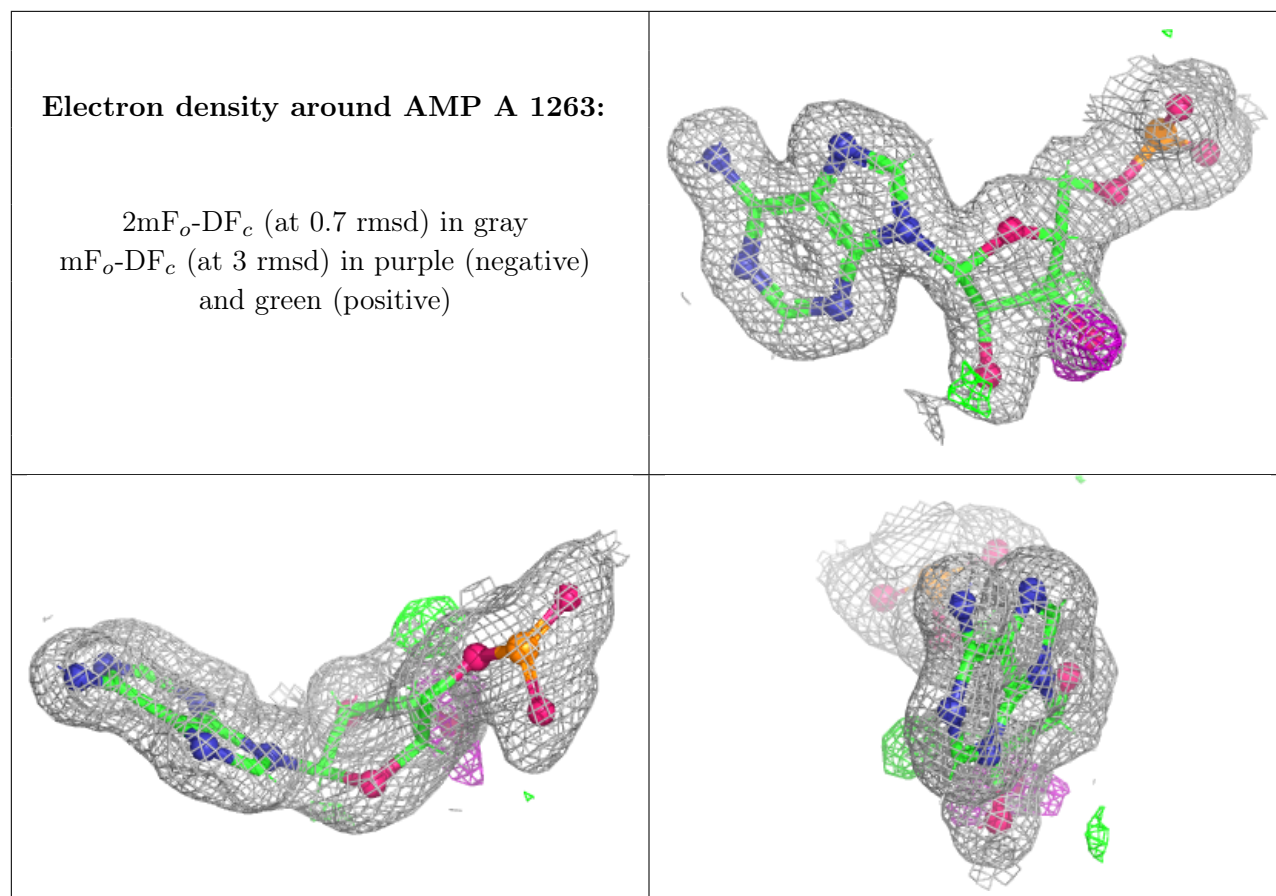 Electron density around AMP A 1263:
2mFo-DFc (at 0.7 rmsd) in gray
mFo-DFc (at 3 rmsd) in purple (negative)
and green (positive)